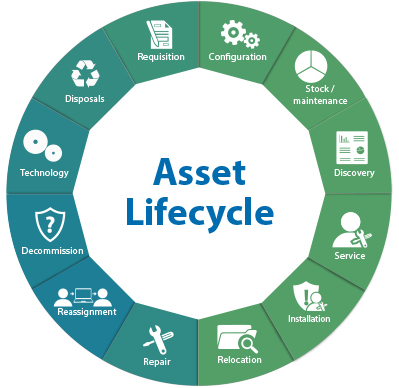 Requisition
Configuration
Stock /
maintenance
Discovery
Service
Installation
Relocation
Repair
Reassignment
Decommission
Technology
Disposals
Asset
Lifecycle
?